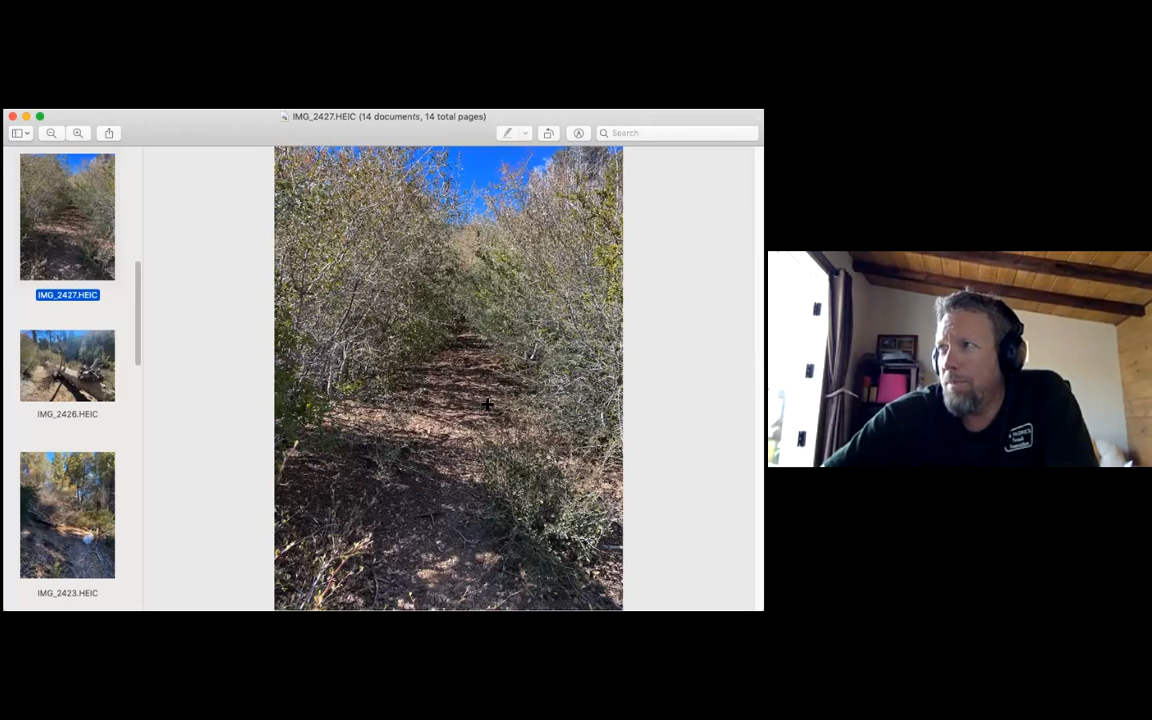 IMG_2427.HEIC (14 documents, 14 total pages)
Search
IMG_2427.HEIC
IMG_2426.HEIC
IMG_2423.HEIC